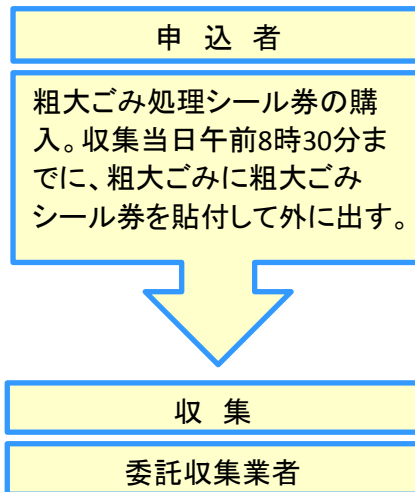 申 込 者
粗大ごみ処理シール券の購
入。収集当日午前8時30分ま
でに、粗大ごみに粗大ごみ
シール券を貼付して外に出す。
収 集
委託収集業者